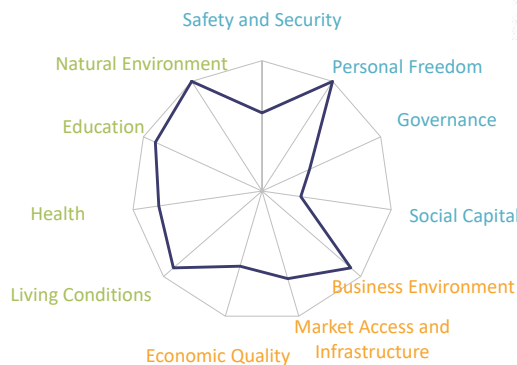 Safety and Security
Natural Environment
Personal Freedom
Education
Governance
Health
Social Capital
Living Conditions
Business Environment
Market Access and
Infrastructure
Economic Quality